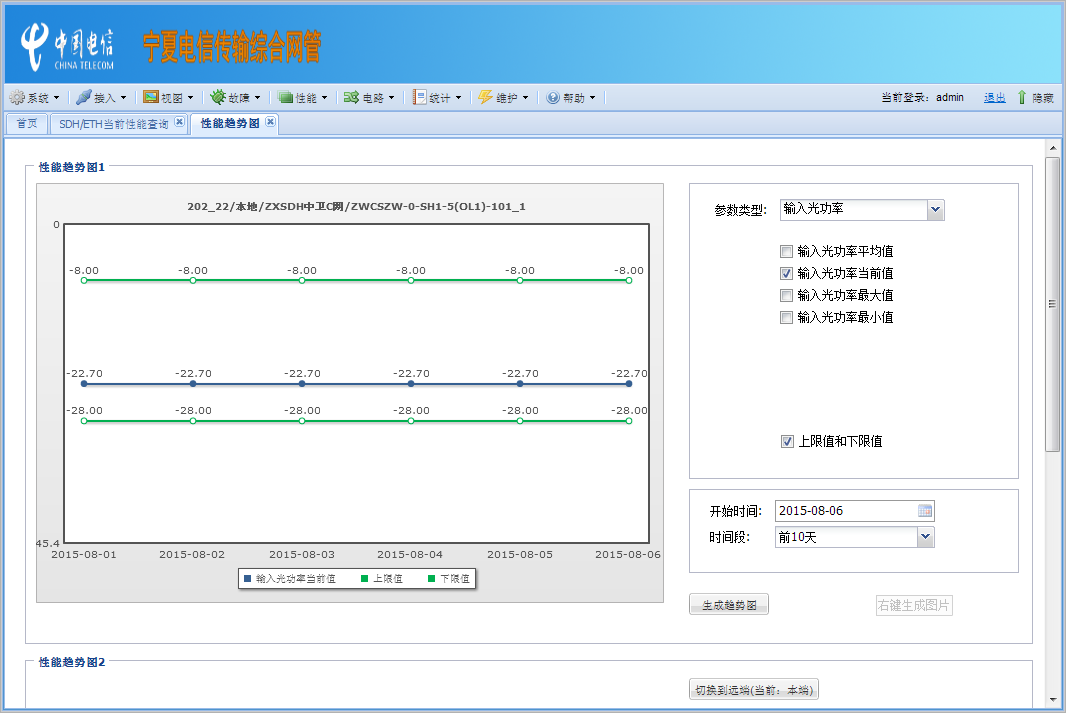 中国电信 宁夏电信传输综合网管
CHINA TELECOM
系统 接入 视图 故障 性能 电路 统计 维护 帮助 当前登录: admin 退出 隐藏
首页 SDH/ETH当前性能查询 性能趋势图
性能趋势图1
202_22/本地/ZXSDH中卫C网/ZWCSZW-0-SH1-5(OL1)-101_1
0
-8.00 -8.00 -8.00 -8.00 -8.00 -8.00
-22.70 -22.70 -22.70 -22.70 -22.70 -22.70
-28.00 -28.00 -28.00 -28.00 -28.00 -28.00
45.4
2015-08-01 2015-08-02 2015-08-03 2015-08-04 2015-08-05 2015-08-06
输入光功率当前值 上限值 下限值
参数类型: 输入光功率
输入光功率平均值
输入光功率当前值
输入光功率最大值
输入光功率最小值
上限值和下限值
开始时间: 2015-08-06
时间段: 前10天
生成趋势图 右键生成图片
性能趋势图2
切换到远端(当前: 本端)